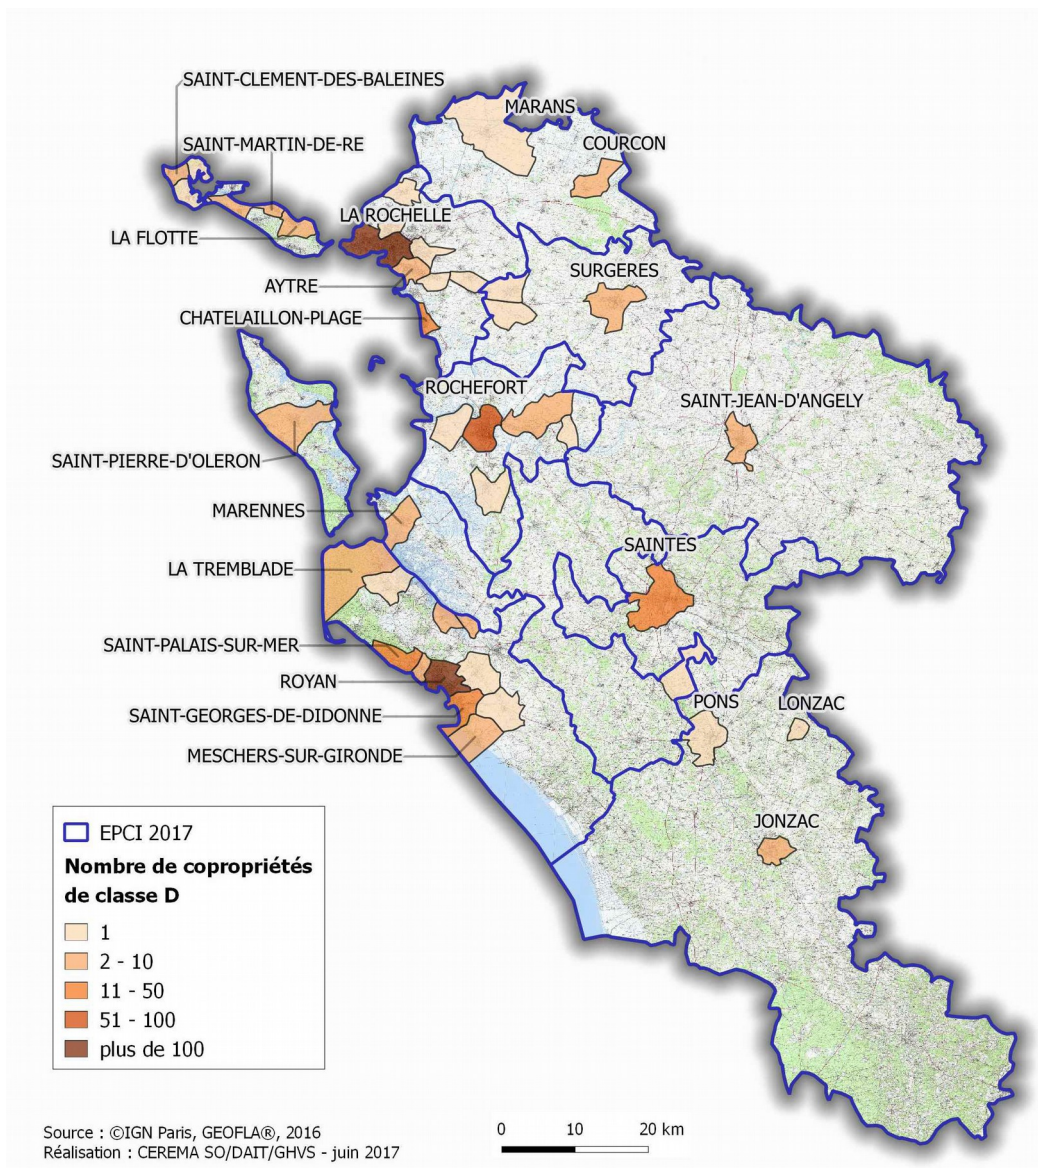 SAINT-CLEMENT-DES-BALEINES
MARANS
SAINT-MARTIN-DE-RE
COURCON
LA ROCHELLE
LA FLOTTE
SURGERES
AYTRE
CHATELAILLON-PLAGE
ROCHEFORT
SAINT-JEAN-D'ANGELY
SAINT-PIERRE-D'OLERON
MARENNES
SAINTES
LA TREMBLADE
SAINT-PALAIS-SUR-MER
ROYAN
PONS
LONZAC
SAINT-GEORGES-DE-DIDONNE
MESCHERS-SUR-GIRONDE
JONZAC
EPCI 2017
Nombre de copropriétés
de classe D
1
2 - 10
11 - 50
51 - 100
plus de 100
Source : ©IGN Paris, GEOFLA®, 2016
Réalisation : CEREMA SO/DAIT/GHVS - juin 2017
0 10 20 km